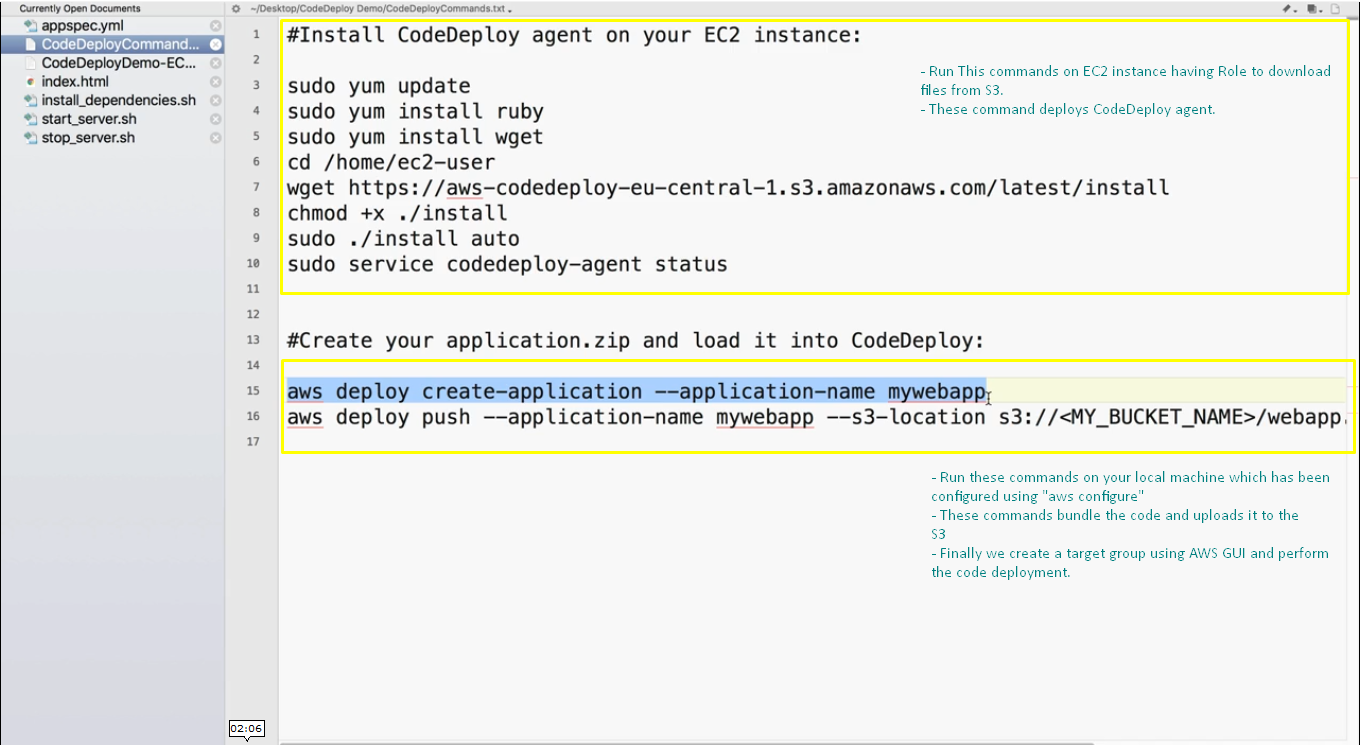 Currently Open Documents
~/Desktop/CodeDeploy Demo/CodeDeployCommands.txt
appspec.yml
CodeDeployCommand...
CodeDeployDemo-EC...
index.html
install_dependencies.sh
start_server.sh
stop_server.sh
1 #Install CodeDeploy agent on your EC2 instance:
2
3 sudo yum update
4 sudo yum install ruby
5 sudo yum install wget
6 cd /home/ec2-user
7 wget https://aws-codedeploy-eu-central-1.s3.amazonaws.com/latest/install
8 chmod +x ./install
9 sudo ./install auto
10 sudo service codedeploy-agent status
11
12
13 #Create your application.zip and load it into CodeDeploy:
14
15 aws deploy create-application --application-name mywebapp
16 aws deploy push --application-name mywebapp --s3-location s3://<MY_BUCKET_NAME>/webapp.
17
- Run This commands on EC2 instance having Role to download
files from S3.
- These command deploys CodeDeploy agent.
- Run these commands on your local machine which has been
configured using "aws configure"
- These commands bundle the code and uploads it to the
S3
- Finally we create a target group using AWS GUI and perform
the code deployment.
02:06